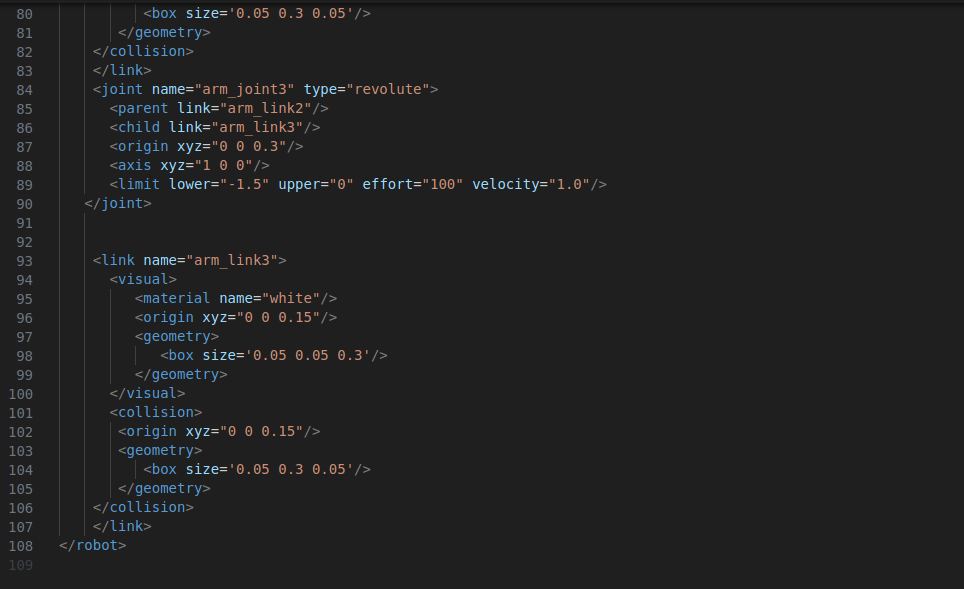 80 <box size='0.05 0.3 0.05'/>
81 </geometry>
82 </collision>
83 </link>
84 <joint name="arm_joint3" type="revolute">
85 <parent link="arm_link2"/>
86 <child link="arm_link3"/>
87 <origin xyz="0 0 0.3"/>
88 <axis xyz="1 0 0"/>
89 <limit lower="-1.5" upper="0" effort="100" velocity="1.0"/>
90 </joint>
91
92
93 <link name="arm_link3">
94 <visual>
95 <material name="white"/>
96 <origin xyz="0 0 0.15"/>
97 <geometry>
98 <box size='0.05 0.05 0.3'/>
99 </geometry>
100 </visual>
101 <collision>
102 <origin xyz="0 0 0.15"/>
103 <geometry>
104 <box size='0.05 0.3 0.05'/>
105 </geometry>
106 </collision>
107 </link>
108 </robot>
109